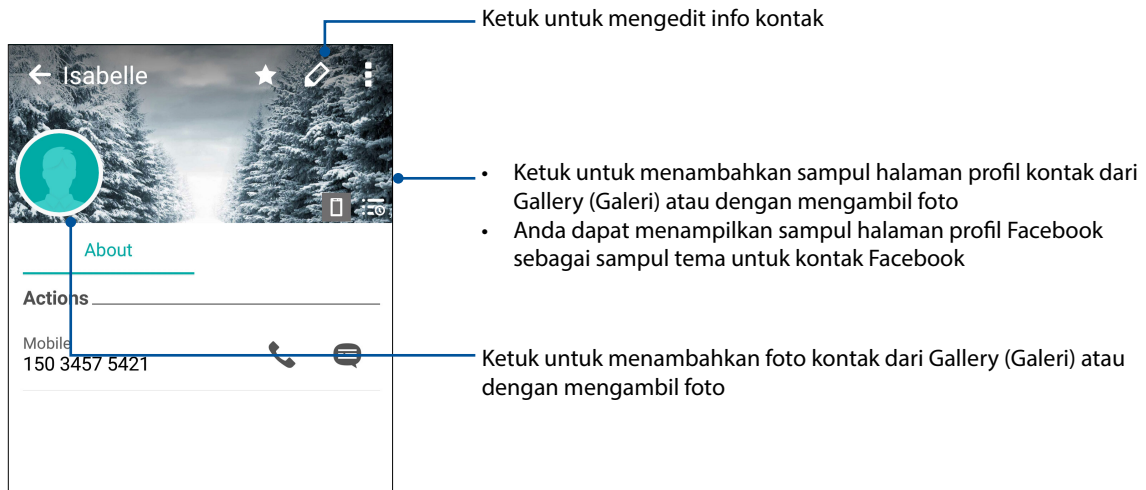 Ketuk untuk mengedit info kontak
Isabelle
• Ketuk untuk menambahkan sampul halaman profil kontak dari
Gallery (Galeri) atau dengan mengambil foto
• Anda dapat menampilkan sampul halaman profil Facebook
sebagai sampul tema untuk kontak Facebook
About
Actions
Mobile
150 3457 5421
Ketuk untuk menambahkan foto kontak dari Gallery (Galeri) atau
dengan mengambil foto